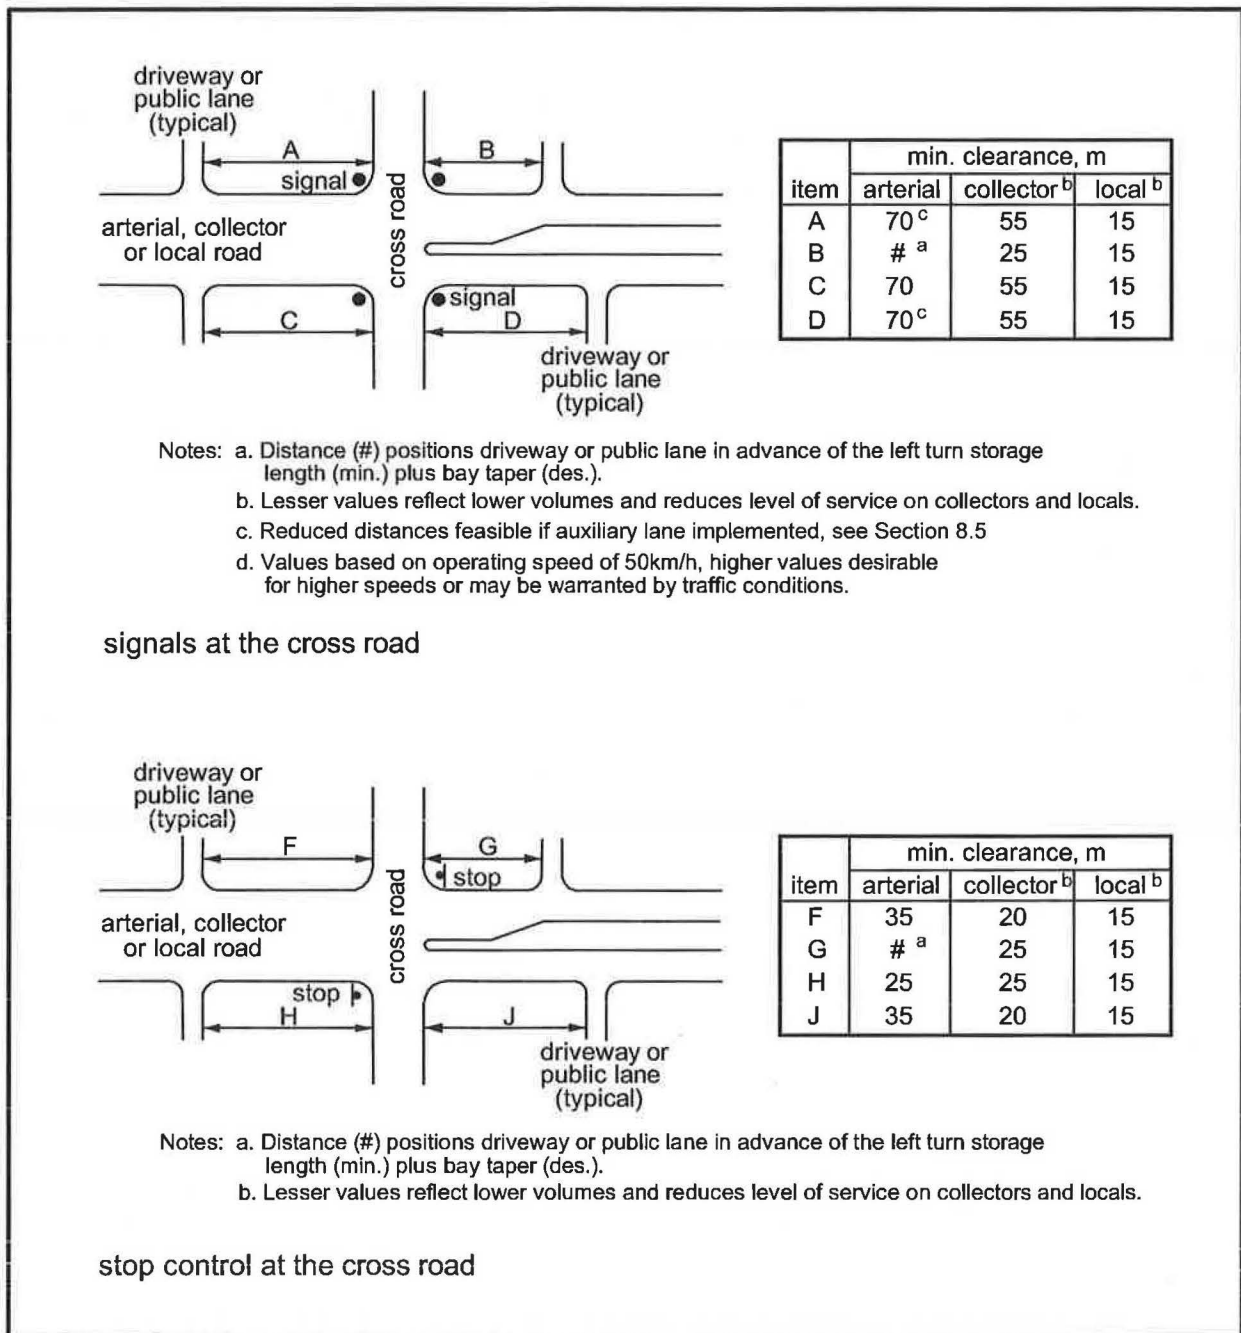 driveway or
public lane
(typical)
A
B
signal
cross road
arterial, collector
or local road
signal
C
D
driveway or
public lane
(typical)
min. clearance, m
item arterial collector b local b
A 70 c 55 15
B # a 25 15
C 70 55 15
D 70 c 55 15
Notes: a. Distance (#) positions driveway or public lane in advance of the left turn storage
length (min.) plus bay taper (des.).
b. Lesser values reflect lower volumes and reduces level of service on collectors and locals.
c. Reduced distances feasible if auxiliary lane implemented, see Section 8.5
d. Values based on operating speed of 50km/h, higher values desirable
for higher speeds or may be warranted by traffic conditions.
signals at the cross road
driveway or
public lane
(typical)
F
G
stop
cross road
arterial, collector
or local road
stop
H
J
driveway or
public lane
(typical)
min. clearance, m
item arterial collector b local b
F 35 20 15
G # a 25 15
H 25 25 15
J 35 20 15
Notes: a. Distance (#) positions driveway or public lane in advance of the left turn storage
length (min.) plus bay taper (des.).
b. Lesser values reflect lower volumes and reduces level of service on collectors and locals.
stop control at the cross road